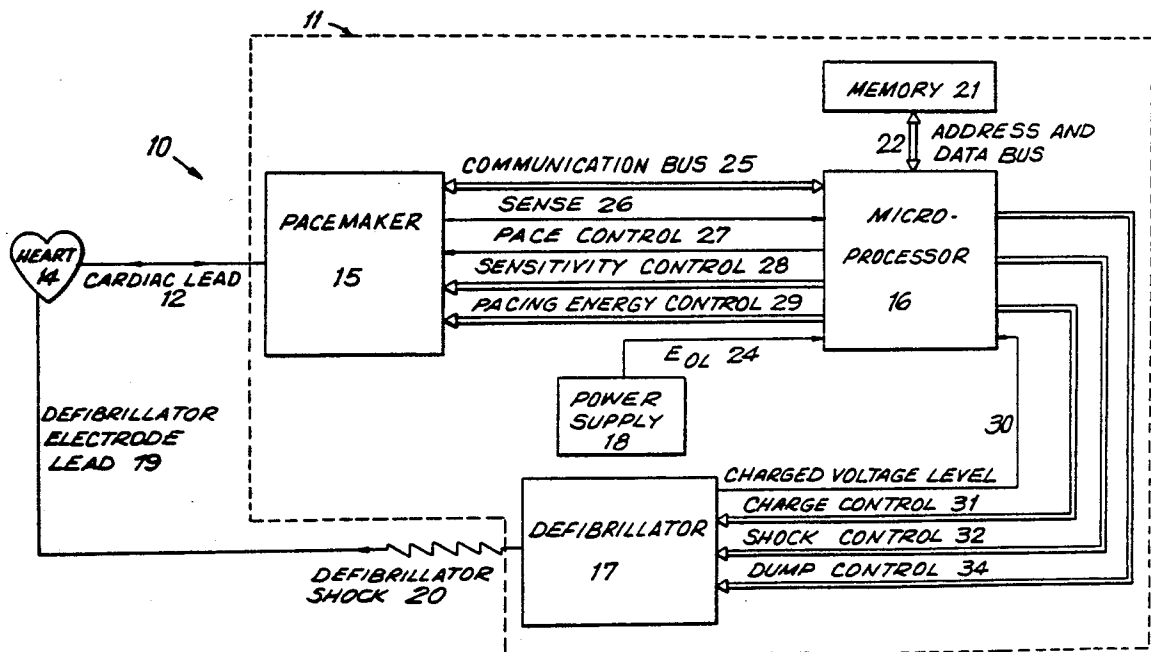 11
MEMORY 21
22 ADDRESS AND
DATA BUS
10
COMMUNICATION BUS 25
PACEMAKER
15
SENSE 26
PACE CONTROL 27
SENSITIVITY CONTROL 28
PACING ENERGY CONTROL 29
MICRO-
PROCESSOR
16
HEART
14
CARDIAC LEAD
12
EOL 24
POWER
SUPPLY
18
30
DEFIBRILLATOR
ELECTRODE
LEAD 19
CHARGED VOLTAGE LEVEL
CHARGE CONTROL 31
SHOCK CONTROL 32
DUMP CONTROL 34
DEFIBRILLATOR
17
DEFIBRILLATOR
SHOCK 20